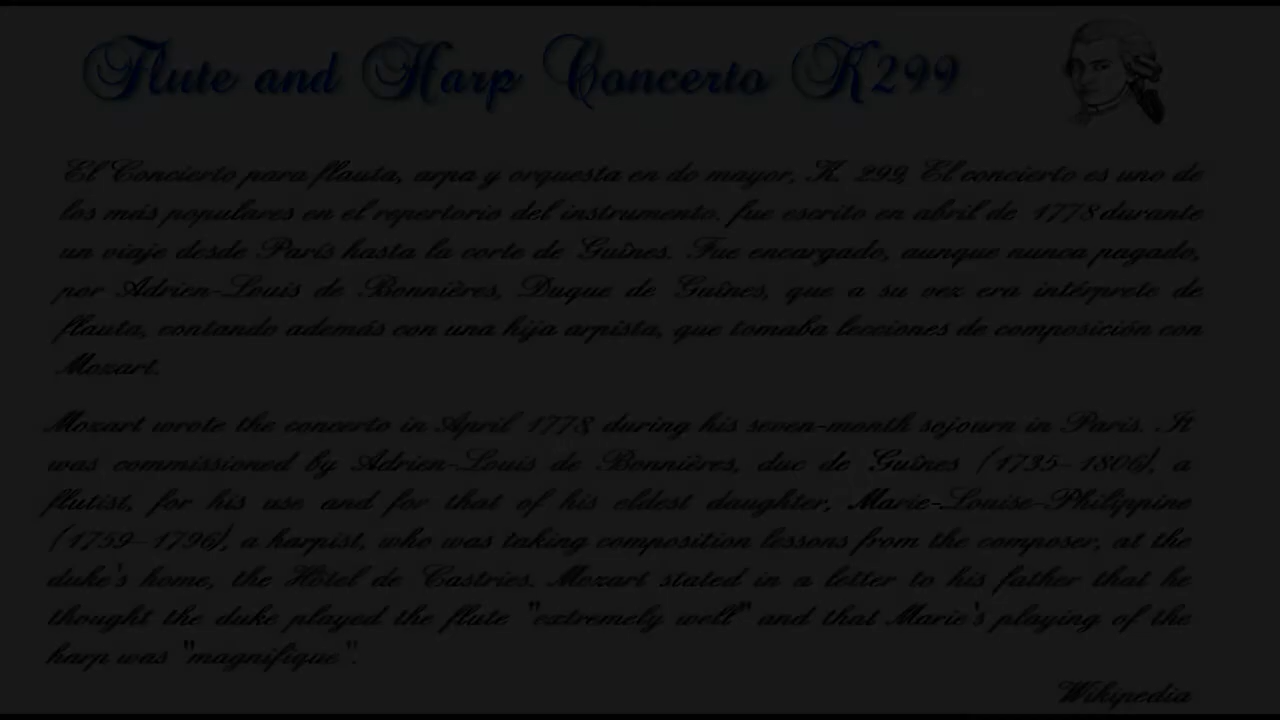 Flute and Harp Concerto K299
El Concierto para flauta, arpa y orquesta en do mayor, K. 299, El concierto es uno de
los más populares en el repertorio del instrumento. fue escrito en abril de 1778 durante
un viaje desde París hasta la corte de Guînes. Fue encargado, aunque nunca pagado,
por Adrien-Louis de Bonnières, Duque de Guînes, que a su vez era intérprete de
flauta, contando además con una hija arpista, que tomaba lecciones de composición con
Mozart.
Mozart wrote the concerto in April 1778, during his seven-month sojourn in Paris. It
was commissioned by Adrien-Louis de Bonnières, duc de Guînes (1735–1806), a
flutist, for his use and for that of his eldest daughter, Marie-Louise-Philippine
(1759–1796), a harpist, who was taking composition lessons from the composer, at the
duke's home, the Hôtel de Castries. Mozart stated in a letter to his father that he
thought the duke played the flute "extremely well" and that Marie's playing of the
harp was "magnifique".
Wikipedia